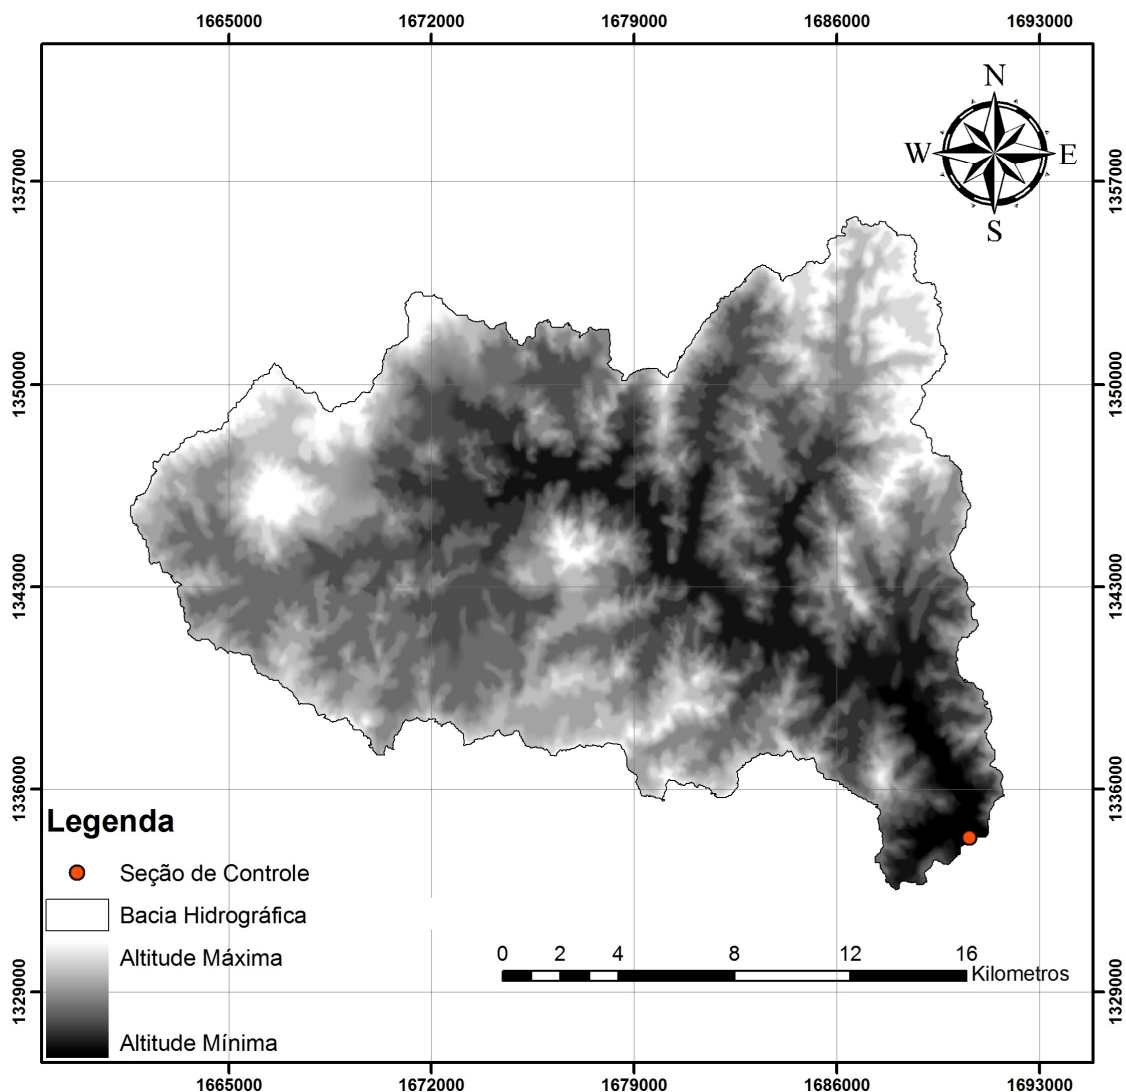 1665000 1672000 1679000 1686000 1693000
N
W E
S
1357000 1357000
1350000 1350000
1343000 1343000
1336000 1336000
1329000 1329000
Legenda
Seção de Controle
Bacia Hidrográfica
Altitude Máxima
Altitude Mínima
0 2 4 8 12 16
Kilometros
1665000 1672000 1679000 1686000 1693000